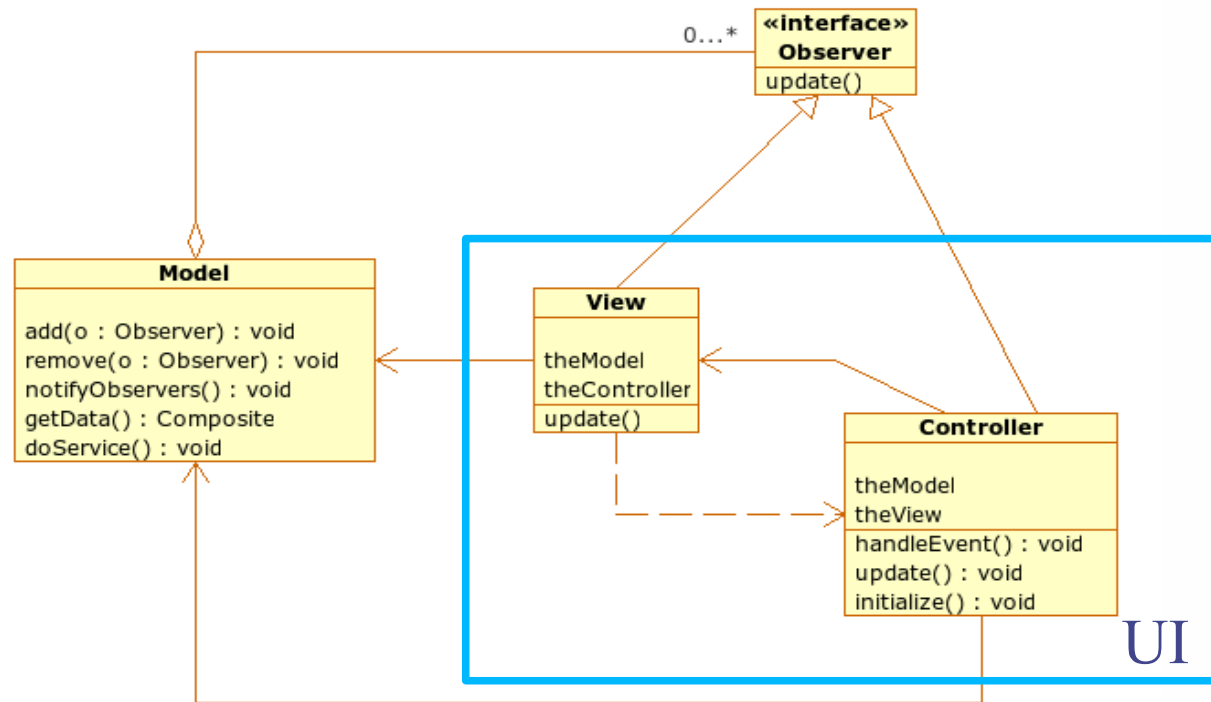 0...*
«interface»
Observer
update()
Model
add(o : Observer) : void
remove(o : Observer) : void
notifyObservers() : void
getData() : Composite
doService() : void
View
theModel
theController
update()
Controller
theModel
theView
handleEvent() : void
update() : void
initialize() : void
UI